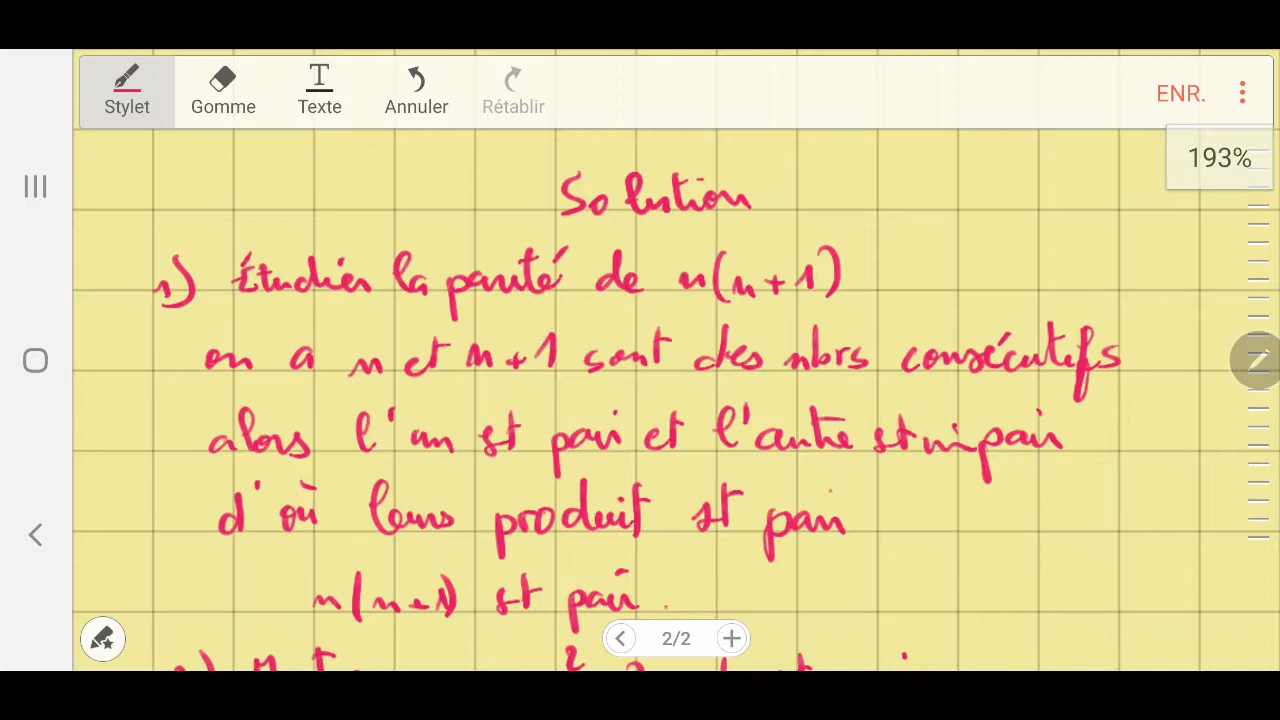 Stylet
Gomme
Texte
Annuler
Rétablir
ENR.
193%
Solution
1) Étudier la parité de n(n+1)
on a n et n+1 sont des nbrs consécutifs
alors l'un st pair et l'autre st impair
d'où leurs produit st pair
n(n+1) st pair.
2/2